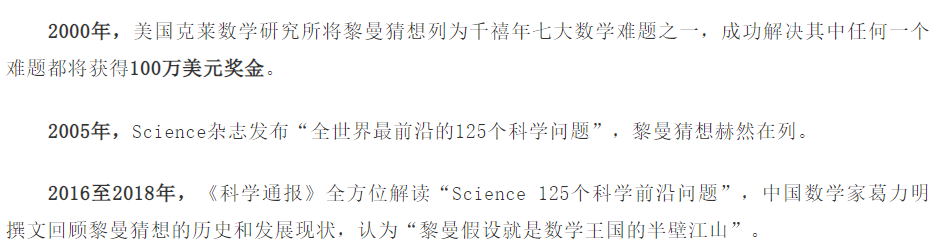 2000年，美国克莱数学研究所将黎曼猜想列为千禧年七大数学难题之一，成功解决其中任何一个
难题都将获得100万美元奖金。
2005年，Science杂志发布“全世界最前沿的125个科学问题”，黎曼猜想赫然在列。
2016至2018年，《科学通报》全方位解读“Science 125个科学前沿问题”，中国数学家葛力明
撰文回顾黎曼猜想的历史和发展现状，认为“黎曼假设就是数学王国的半壁江山”。